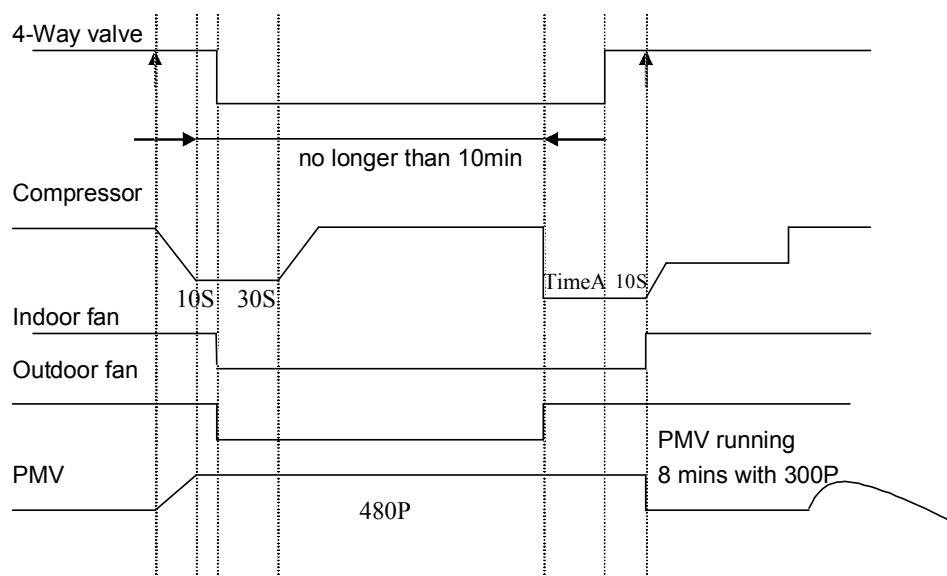 4-Way valve
no longer than 10min
Compressor
TimeA 10S
10S 30S
Indoor fan
Outdoor fan
PMV running
8 mins with 300P
PMV
480P